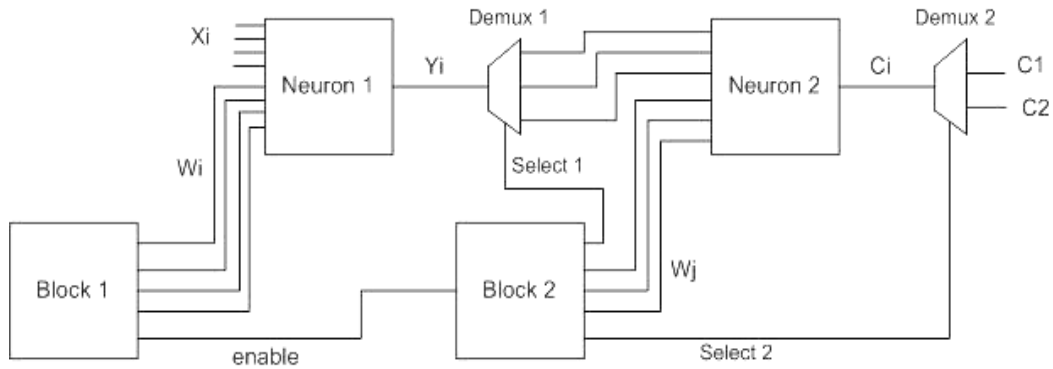 Demux 1
Demux 2
Xi
Neuron 1
Yi
Neuron 2
Ci
C1
C2
Wi
Select 1
Block 1
Block 2
Wj
enable
Select 2